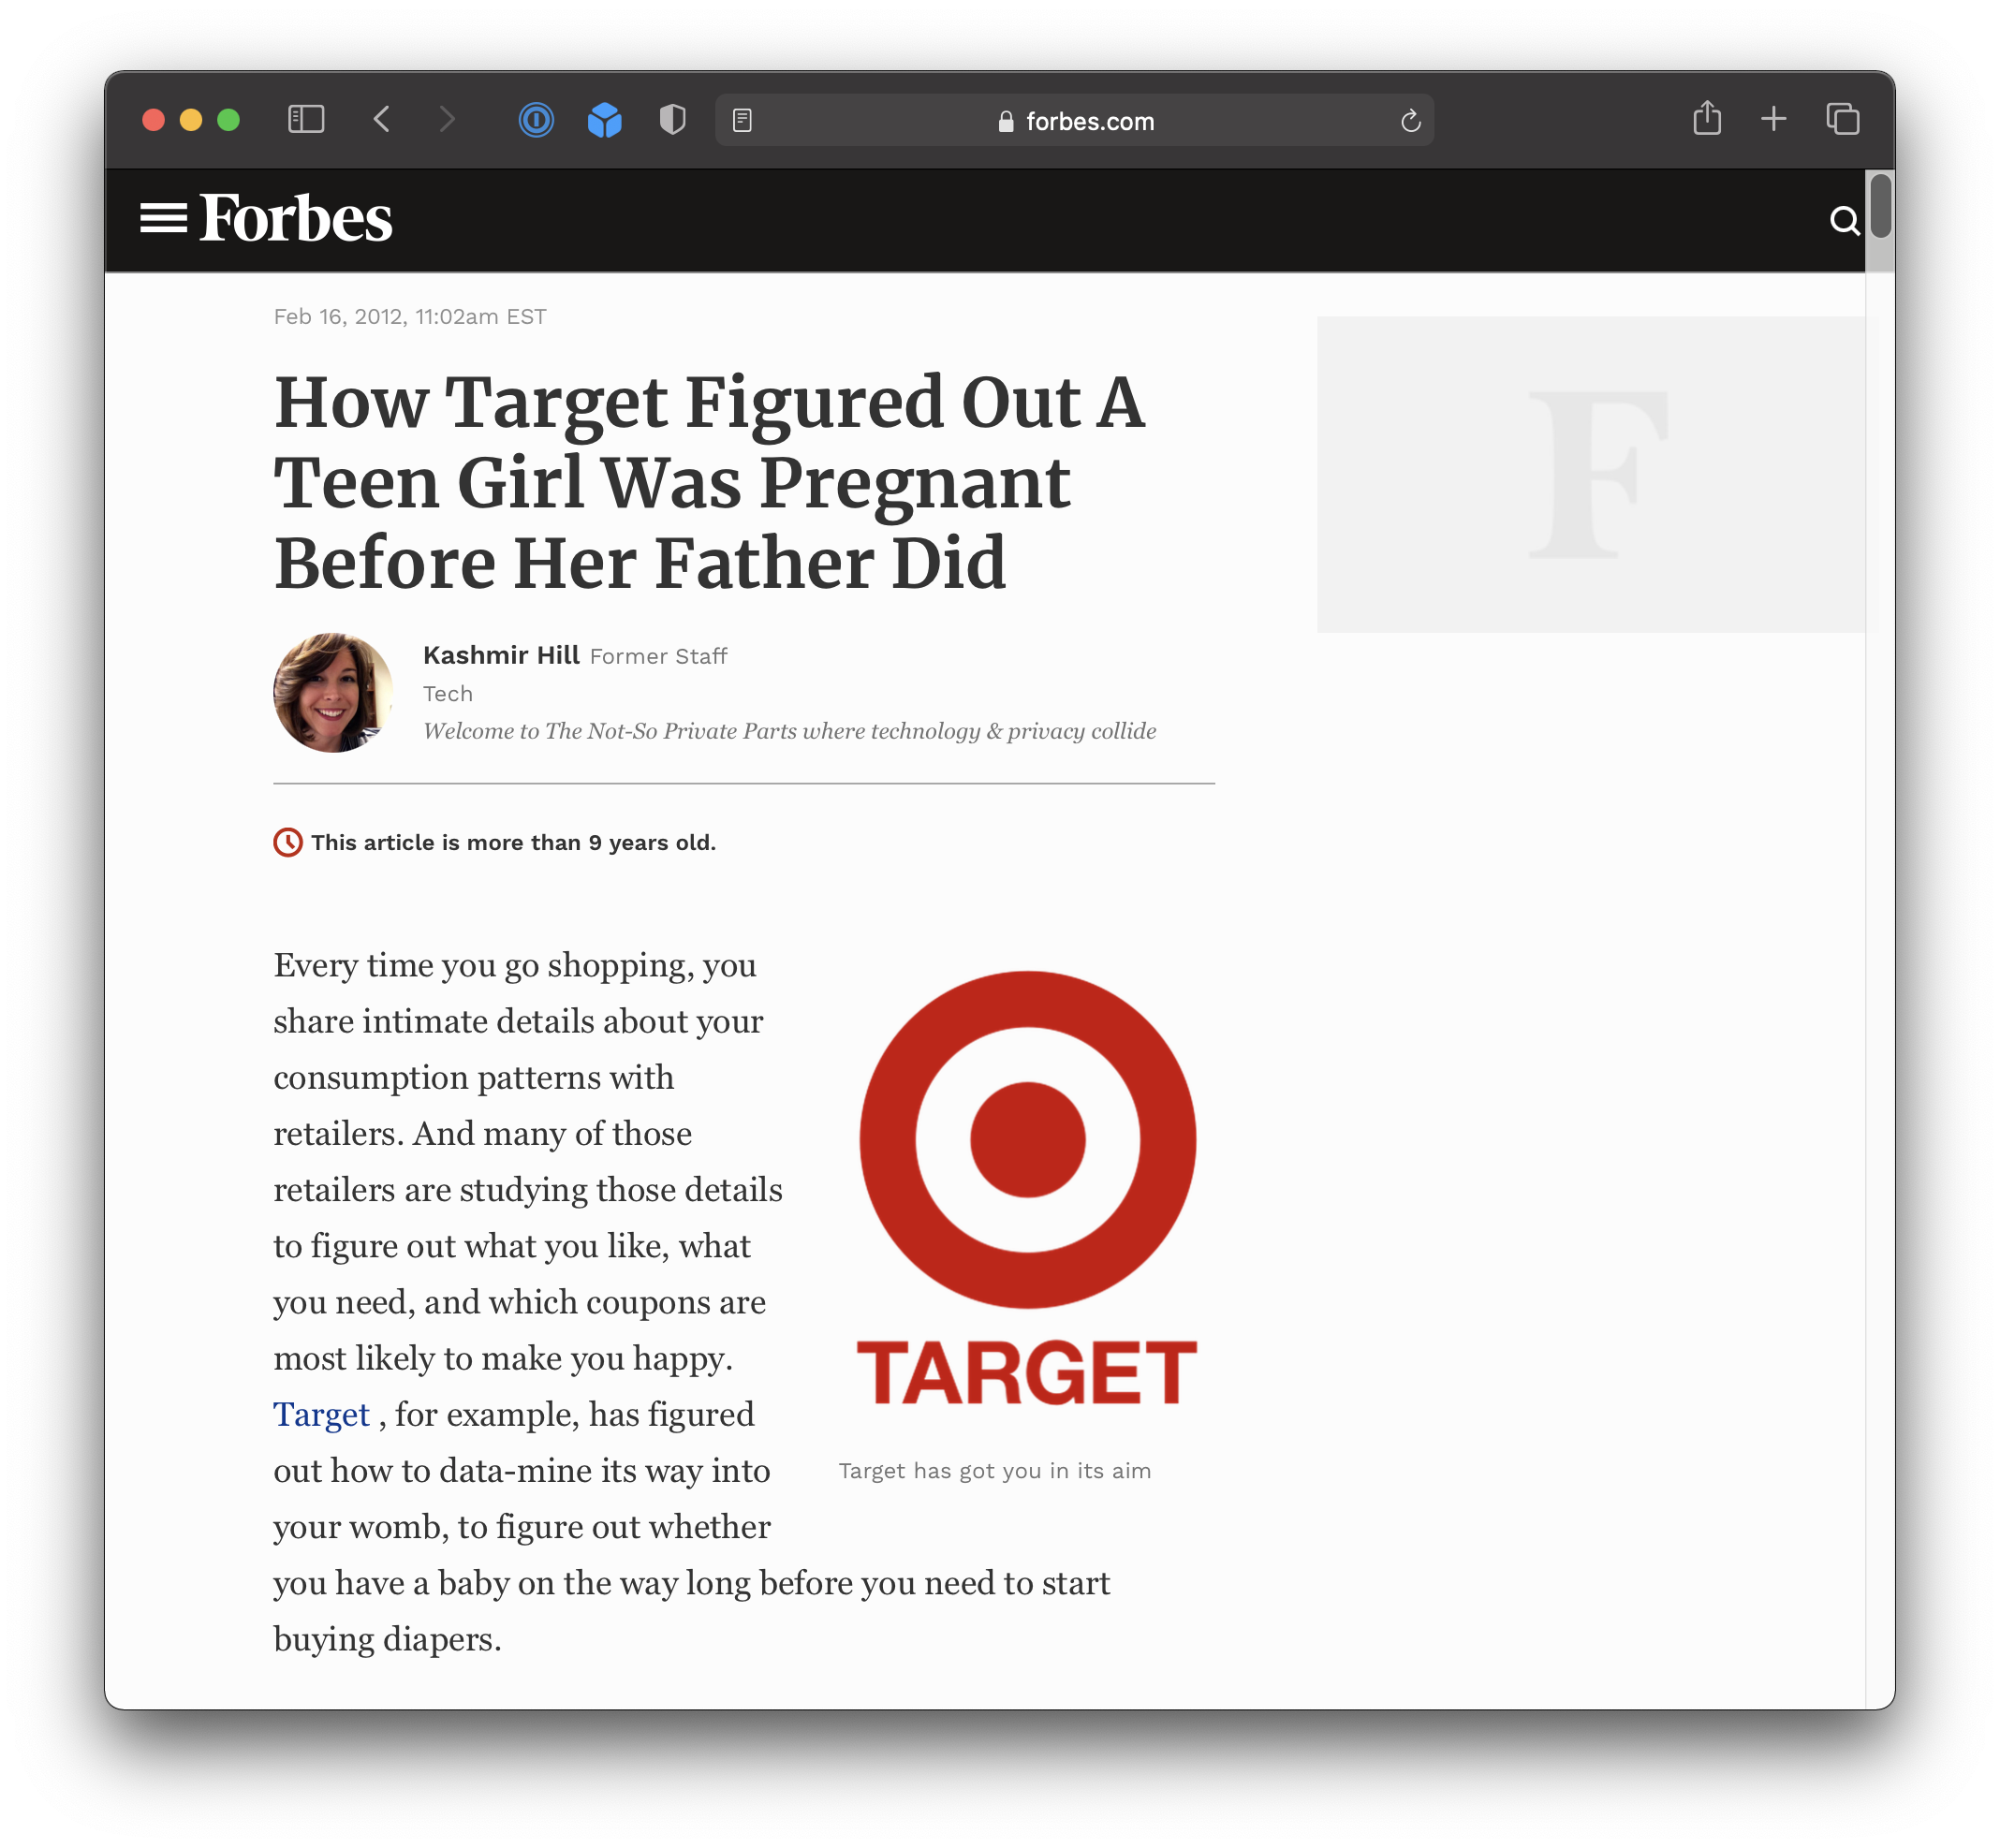 forbes.com
Forbes
Feb 16, 2012, 11:02am EST
How Target Figured Out A
Teen Girl Was Pregnant
Before Her Father Did
F
Kashmir Hill Former Staff
Tech
Welcome to The Not-So Private Parts where technology & privacy collide
This article is more than 9 years old.
Every time you go shopping, you
share intimate details about your
consumption patterns with
retailers. And many of those
retailers are studying those details
to figure out what you like, what
you need, and which coupons are
most likely to make you happy.
Target , for example, has figured
out how to data-mine its way into
your womb, to figure out whether
you have a baby on the way long before you need to start
buying diapers.
TARGET
Target has got you in its aim